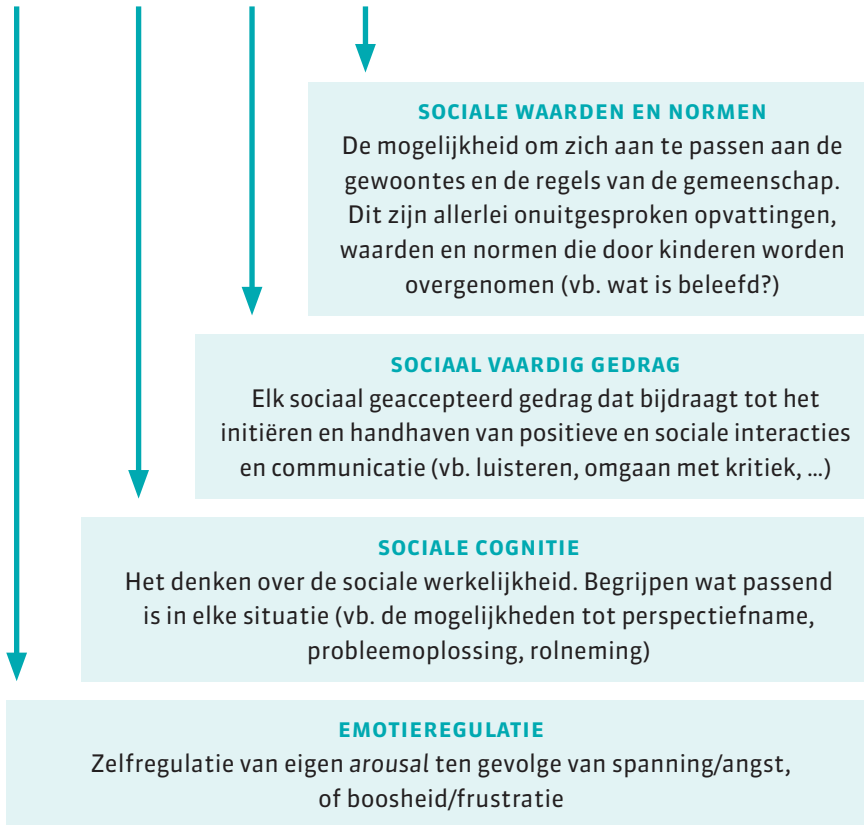 SOCIALE WAARDEN EN NORMEN
De mogelijkheid om zich aan te passen aan de
gewoontes en de regels van de gemeenschap.
Dit zijn allerlei onuitgesproken opvattingen,
waarden en normen die door kinderen worden
overgenomen (vb. wat is beleefd?)
SOCIAAL VAARDIG GEDRAG
Elk sociaal geaccepteerd gedrag dat bijdraagt tot het
initiëren en handhaven van positieve en sociale interacties
en communicatie (vb. luisteren, omgaan met kritiek, …)
SOCIALE COGNITIE
Het denken over de sociale werkelijkheid. Begrijpen wat passend
is in elke situatie (vb. de mogelijkheden tot perspectiefname,
probleemoplossing, rolneming)
EMOTIEREGULATIE
Zelfregulatie van eigen arousal ten gevolge van spanning/angst,
of boosheid/frustratie